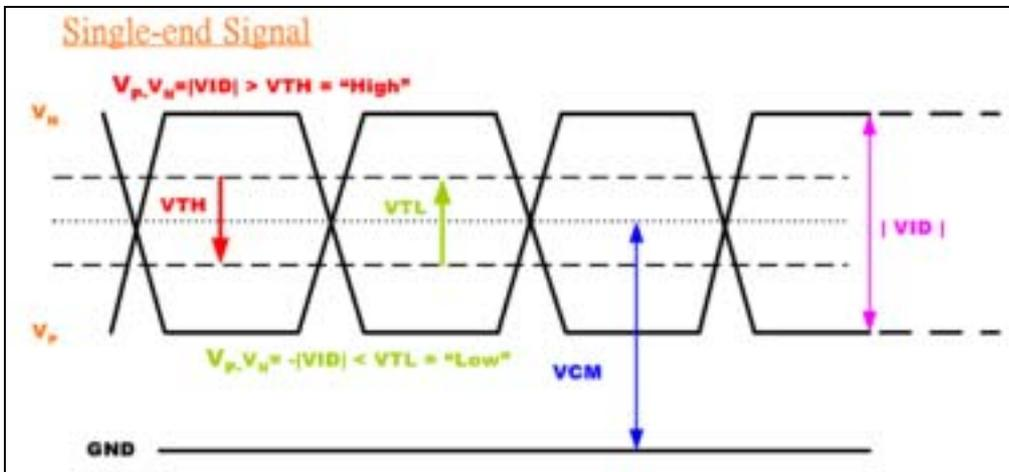 Single-end Signal
VP-VN=|VID| > VTH = “High”
VN
VTH
VTL
| VID |
VP
VP-VN= -|VID| < VTL = “Low”
VCM
GND